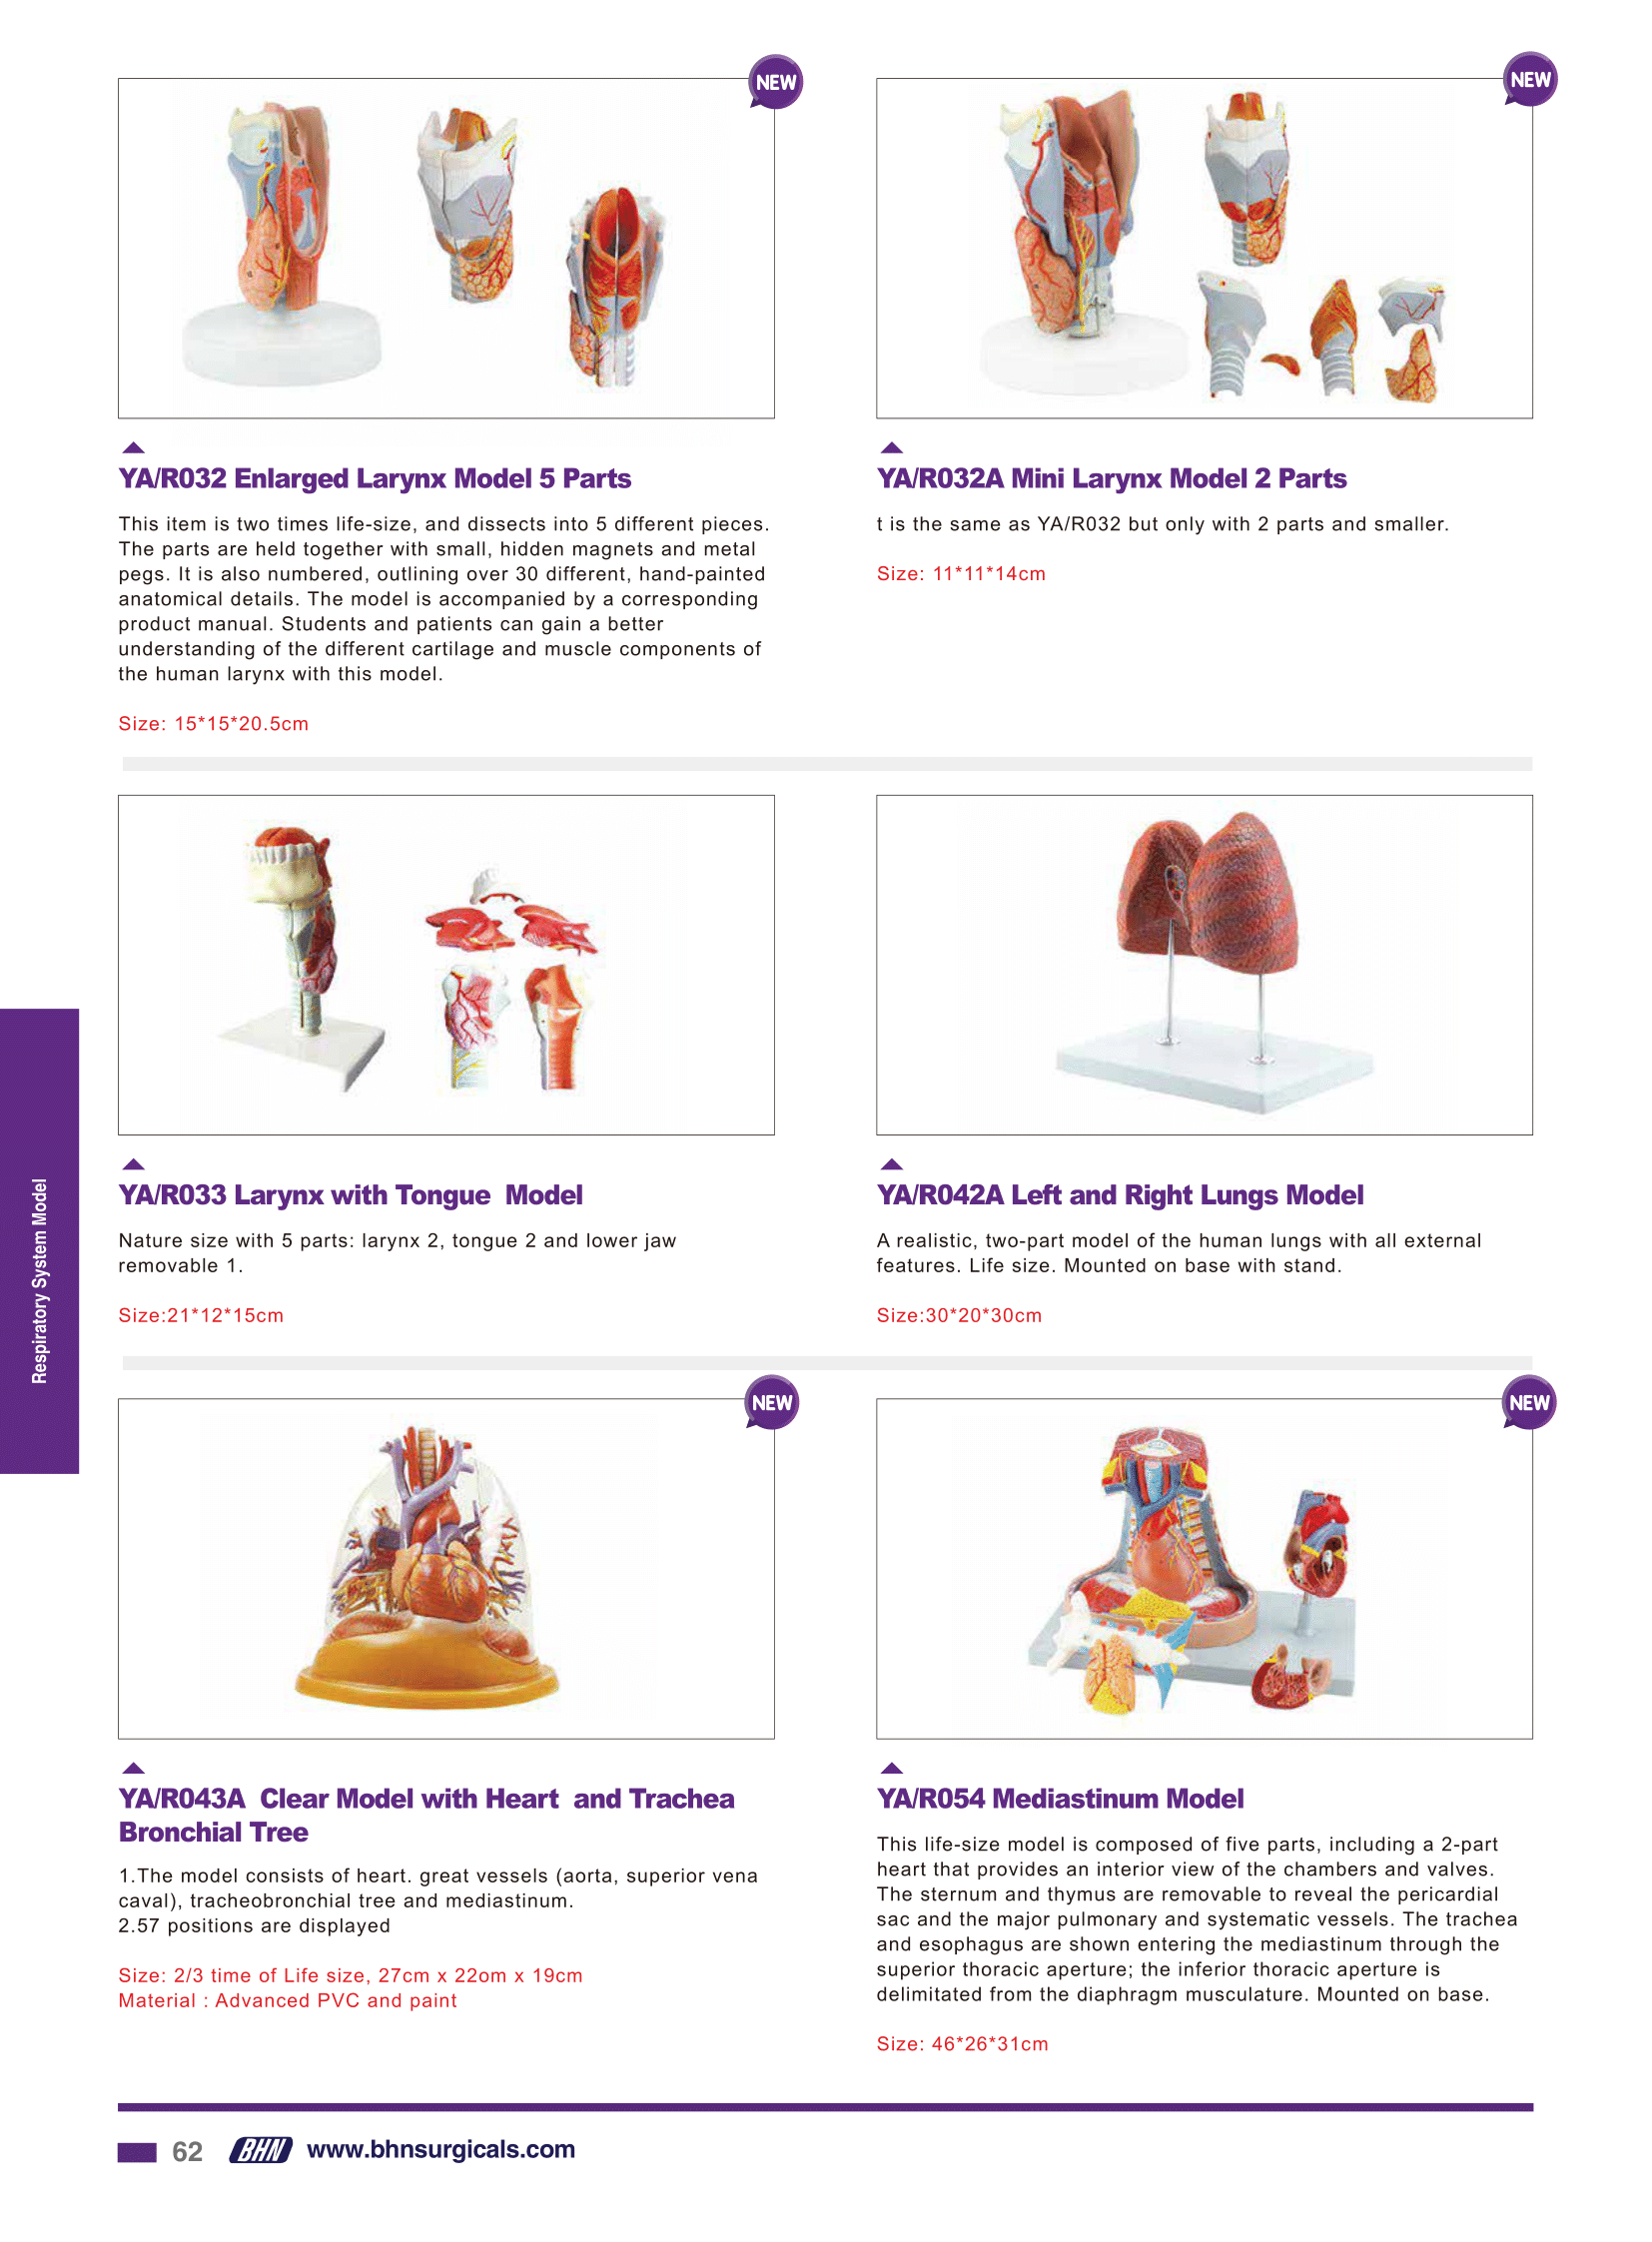 NEW
NEW
YA/R032 Enlarged Larynx Model 5 Parts
This item is two times life-size, and dissects into 5 different pieces.
The parts are held together with small, hidden magnets and metal
pegs. It is also numbered, outlining over 30 different, hand-painted
anatomical details. The model is accompanied by a corresponding
product manual. Students and patients can gain a better
understanding of the different cartilage and muscle components of
the human larynx with this model.
Size: 15*15*20.5cm
YA/R032A Mini Larynx Model 2 Parts
t is the same as YA/R032 but only with 2 parts and smaller.
Size: 11*11*14cm
YA/R033 Larynx with Tongue  Model
Nature size with 5 parts: larynx 2, tongue 2 and lower jaw
removable 1.
Size:21*12*15cm
YA/R042A Left and Right Lungs Model
A realistic, two-part model of the human lungs with all external
features. Life size. Mounted on base with stand.
Size:30*20*30cm
Respiratory System Model
NEW
NEW
YA/R043A  Clear Model with Heart  and Trachea
Bronchial Tree
1.The model consists of heart. great vessels (aorta, superior vena
caval), tracheobronchial tree and mediastinum.
2.57 positions are displayed
Size: 2/3 time of Life size, 27cm x 22om x 19cm
Material : Advanced PVC and paint
YA/R054 Mediastinum Model
This life-size model is composed of five parts, including a 2-part
heart that provides an interior view of the chambers and valves.
The sternum and thymus are removable to reveal the pericardial
sac and the major pulmonary and systematic vessels. The trachea
and esophagus are shown entering the mediastinum through the
superior thoracic aperture; the inferior thoracic aperture is
delimitated from the diaphragm musculature. Mounted on base.
Size: 46*26*31cm
62 BHN www.bhnsurgicals.com